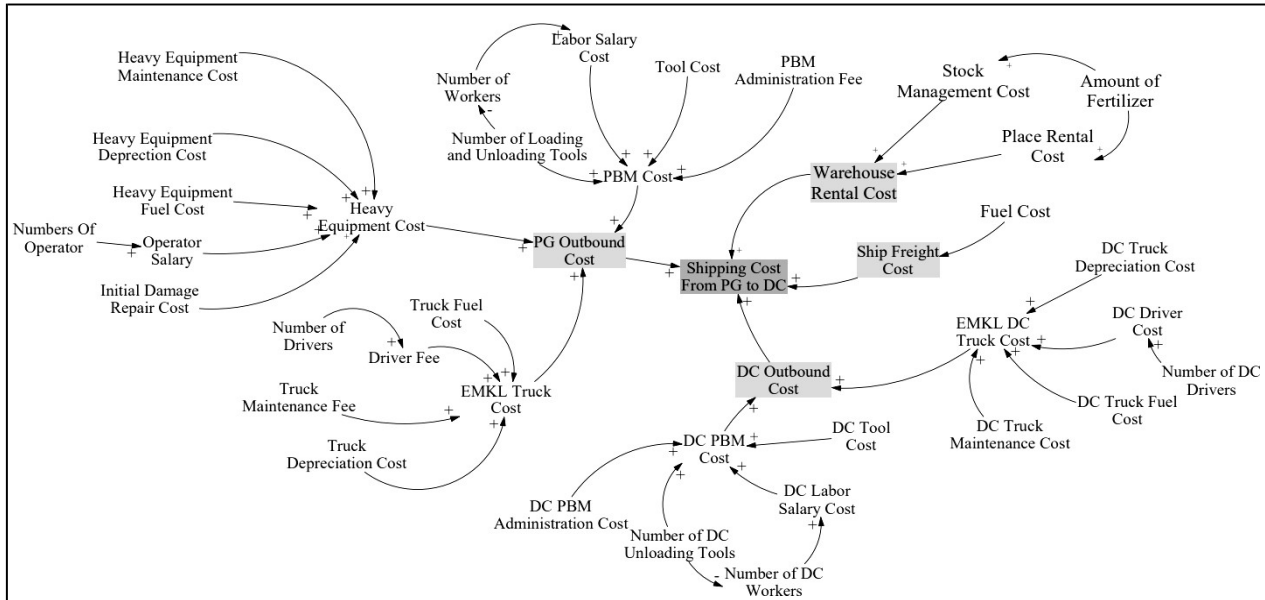 Heavy Equipment
Maintenance Cost
Heavy Equipment
Deprection Cost
Heavy Equipment
Fuel Cost
Numbers Of
Operator
Operator
Salary
Initial Damage
Repair Cost
Heavy
Equipment Cost
Labor Salary
Cost
Number of
Workers
Number of Loading
and Unloading Tools
Tool Cost
PBM
Administration Fee
PBM Cost
PG Outbound
Cost
Stock
Management Cost
Amount of
Fertilizer
Place Rental
Cost
Warehouse
Rental Cost
Fuel Cost
Ship Freight
Cost
Shipping Cost
From PG to DC
Number of
Drivers
Driver Fee
Truck Fuel
Cost
EMKL Truck
Cost
Truck
Maintenance Fee
Truck
Depreciation Cost
DC Outbound
Cost
DC Truck
Depreciation Cost
EMKL DC
Truck Cost
DC Driver
Cost
Number of DC
Drivers
DC Truck Fuel
Cost
DC Truck
Maintenance Cost
DC PBM
Cost
DC Tool
Cost
DC PBM
Administration Cost
DC Labor
Salary Cost
Number of DC
Unloading Tools
Number of DC
Workers